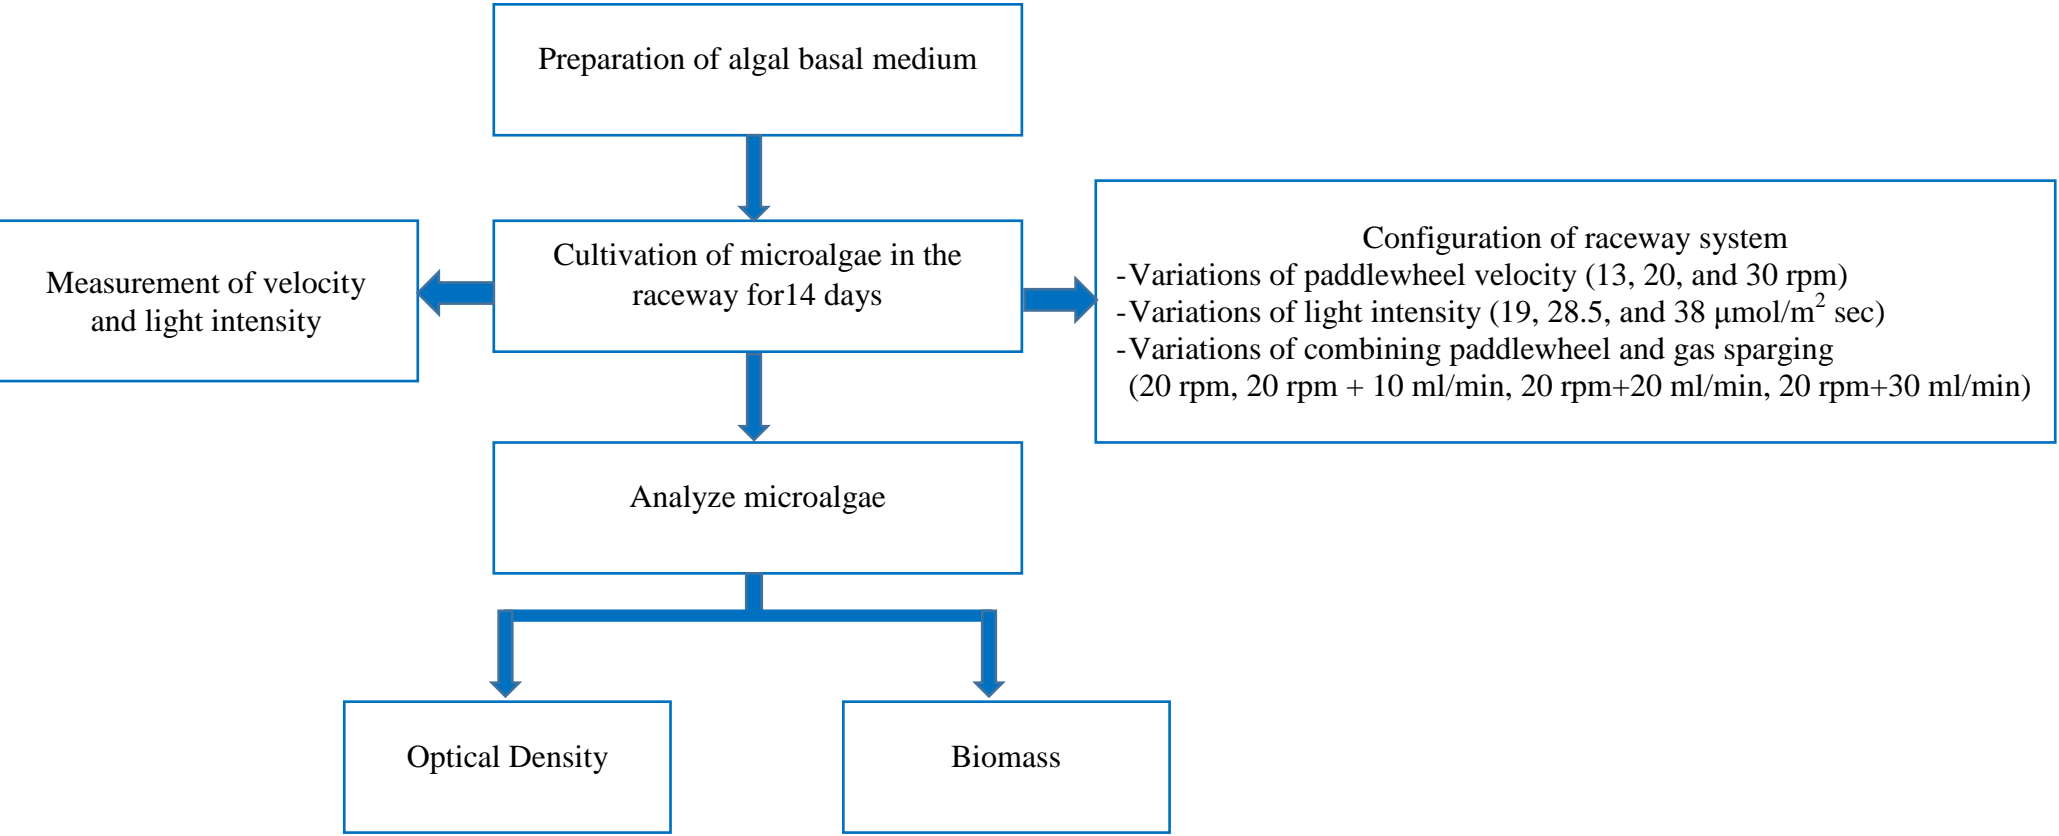 Preparation of algal basal medium
Cultivation of microalgae in the
raceway for14 days
Measurement of velocity
and light intensity
Configuration of raceway system
-Variations of paddlewheel velocity (13, 20, and 30 rpm)
-Variations of light intensity (19, 28.5, and 38 μmol/m² sec)
-Variations of combining paddlewheel and gas sparging
(20 rpm, 20 rpm + 10 ml/min, 20 rpm+20 ml/min, 20 rpm+30 ml/min)
Analyze microalgae
Optical Density
Biomass